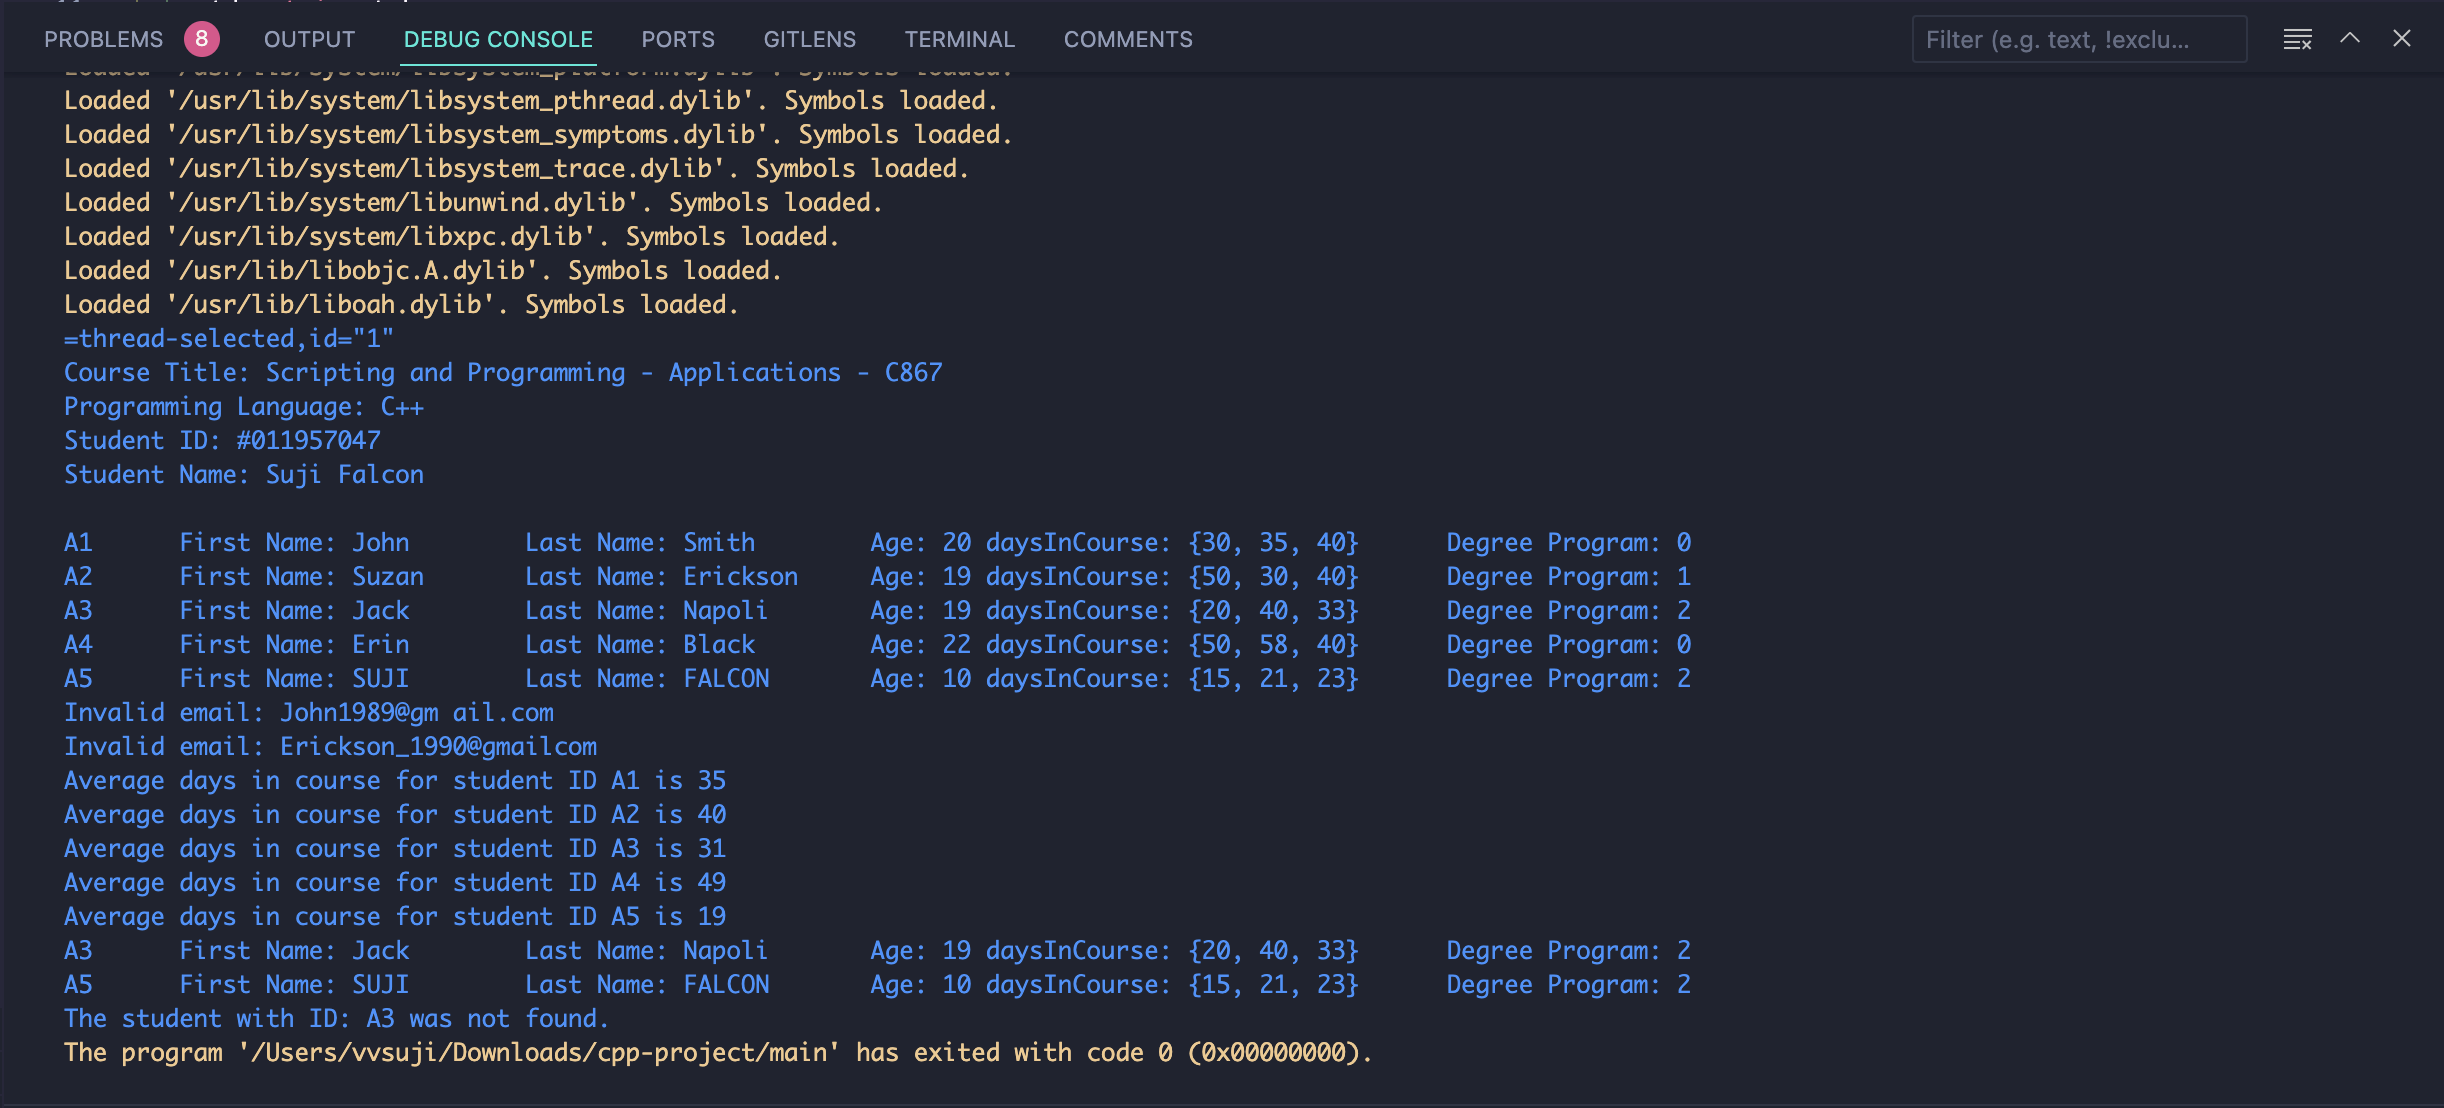 PROBLEMS 8 OUTPUT DEBUG CONSOLE PORTS GITLENS TERMINAL COMMENTS Filter (e.g. text, !exclu...
Loaded '/usr/lib/system/libsystem_platform.dylib'. Symbols loaded.
Loaded '/usr/lib/system/libsystem_pthread.dylib'. Symbols loaded.
Loaded '/usr/lib/system/libsystem_symptoms.dylib'. Symbols loaded.
Loaded '/usr/lib/system/libsystem_trace.dylib'. Symbols loaded.
Loaded '/usr/lib/system/libunwind.dylib'. Symbols loaded.
Loaded '/usr/lib/system/libxpc.dylib'. Symbols loaded.
Loaded '/usr/lib/libobjc.A.dylib'. Symbols loaded.
Loaded '/usr/lib/liboah.dylib'. Symbols loaded.
=thread-selected,id="1"
Course Title: Scripting and Programming - Applications - C867
Programming Language: C++
Student ID: #011957047
Student Name: Suji Falcon
A1 First Name: John Last Name: Smith Age: 20 daysInCourse: {30, 35, 40} Degree Program: 0
A2 First Name: Suzan Last Name: Erickson Age: 19 daysInCourse: {50, 30, 40} Degree Program: 1
A3 First Name: Jack Last Name: Napoli Age: 19 daysInCourse: {20, 40, 33} Degree Program: 2
A4 First Name: Erin Last Name: Black Age: 22 daysInCourse: {50, 58, 40} Degree Program: 0
A5 First Name: SUJI Last Name: FALCON Age: 10 daysInCourse: {15, 21, 23} Degree Program: 2
Invalid email: John1989@gm ail.com
Invalid email: Erickson_1990@gmailcom
Average days in course for student ID A1 is 35
Average days in course for student ID A2 is 40
Average days in course for student ID A3 is 31
Average days in course for student ID A4 is 49
Average days in course for student ID A5 is 19
A3 First Name: Jack Last Name: Napoli Age: 19 daysInCourse: {20, 40, 33} Degree Program: 2
A5 First Name: SUJI Last Name: FALCON Age: 10 daysInCourse: {15, 21, 23} Degree Program: 2
The student with ID: A3 was not found.
The program '/Users/vvsuji/Downloads/cpp-project/main' has exited with code 0 (0x00000000).